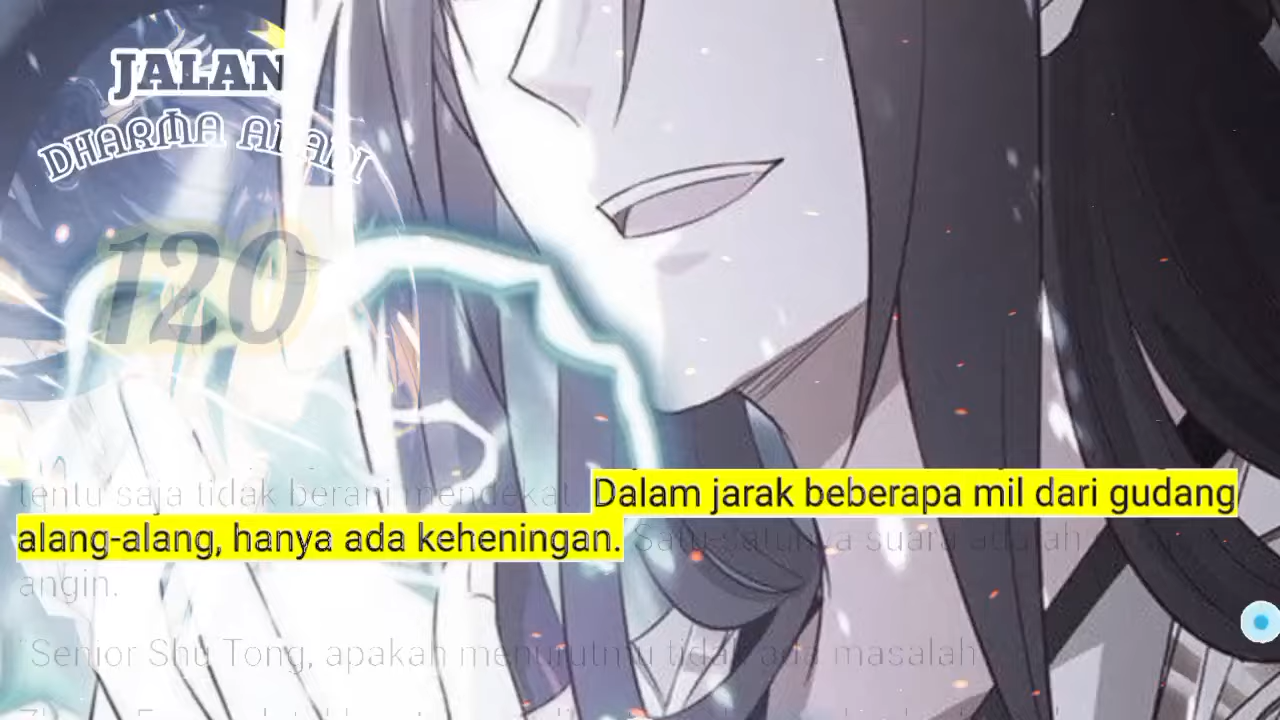 JALAN
DHARMA ABADI
120
tentu saja tidak berani mendekat. Dalam jarak beberapa mil dari gudang
alang-alang, hanya ada keheningan. Satu-satunya suara adalah
angin.
"Senior Shu Tong, apakah menurutmu tidak ada masalah